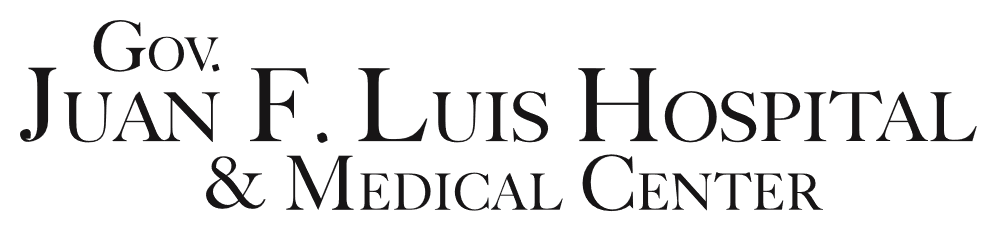 Gov.
Juan F. Luis Hospital
& Medical Center